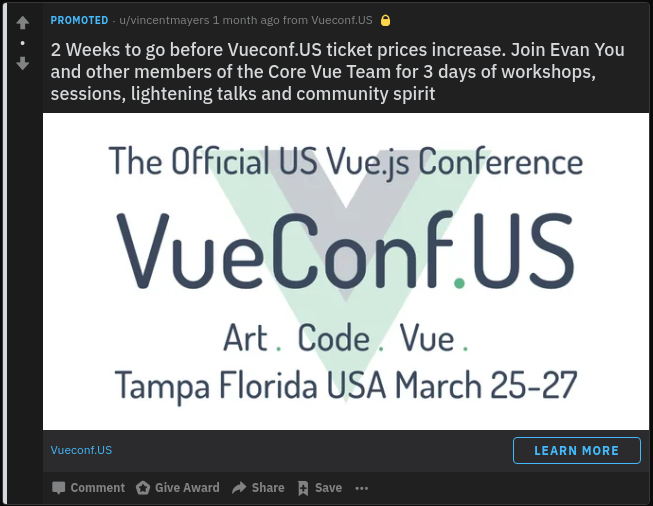 PROMOTED · u/vincentmayers 1 month ago from Vueconf.US
2 Weeks to go before Vueconf.US ticket prices increase. Join Evan You
and other members of the Core Vue Team for 3 days of workshops,
sessions, lightening talks and community spirit
The Official US Vue.js Conference
VueConf.US
Art . Code . Vue .
Tampa Florida USA March 25-27
Vueconf.US LEARN MORE
Comment Give Award Share Save ...